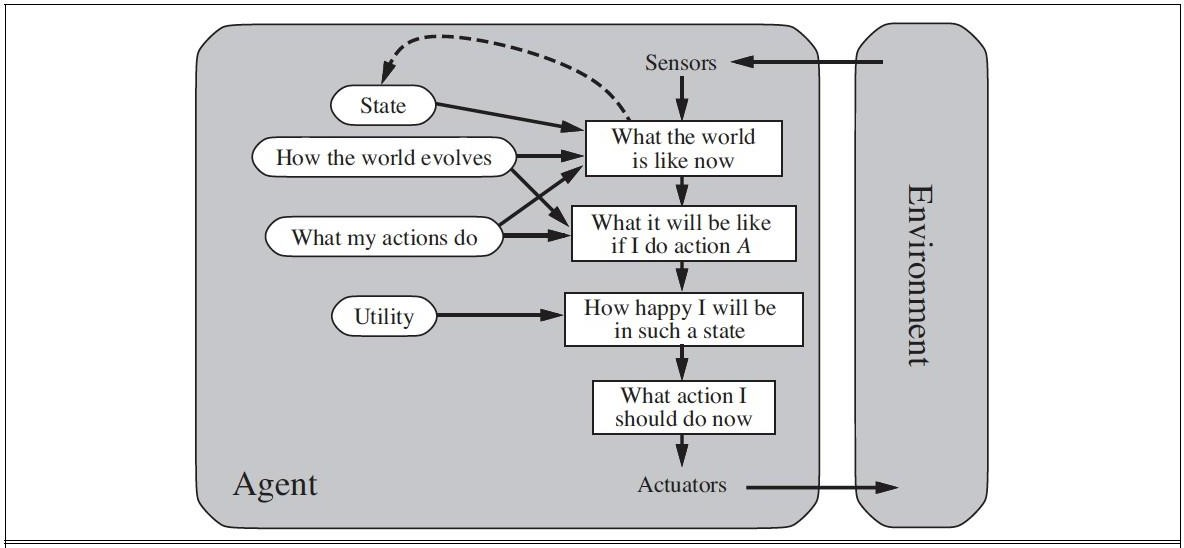 Sensors
State
What the world
is like now
How the world evolves
What it will be like
if I do action A
What my actions do
How happy I will be
in such a state
Utility
What action I
should do now
Actuators
Agent
Environment